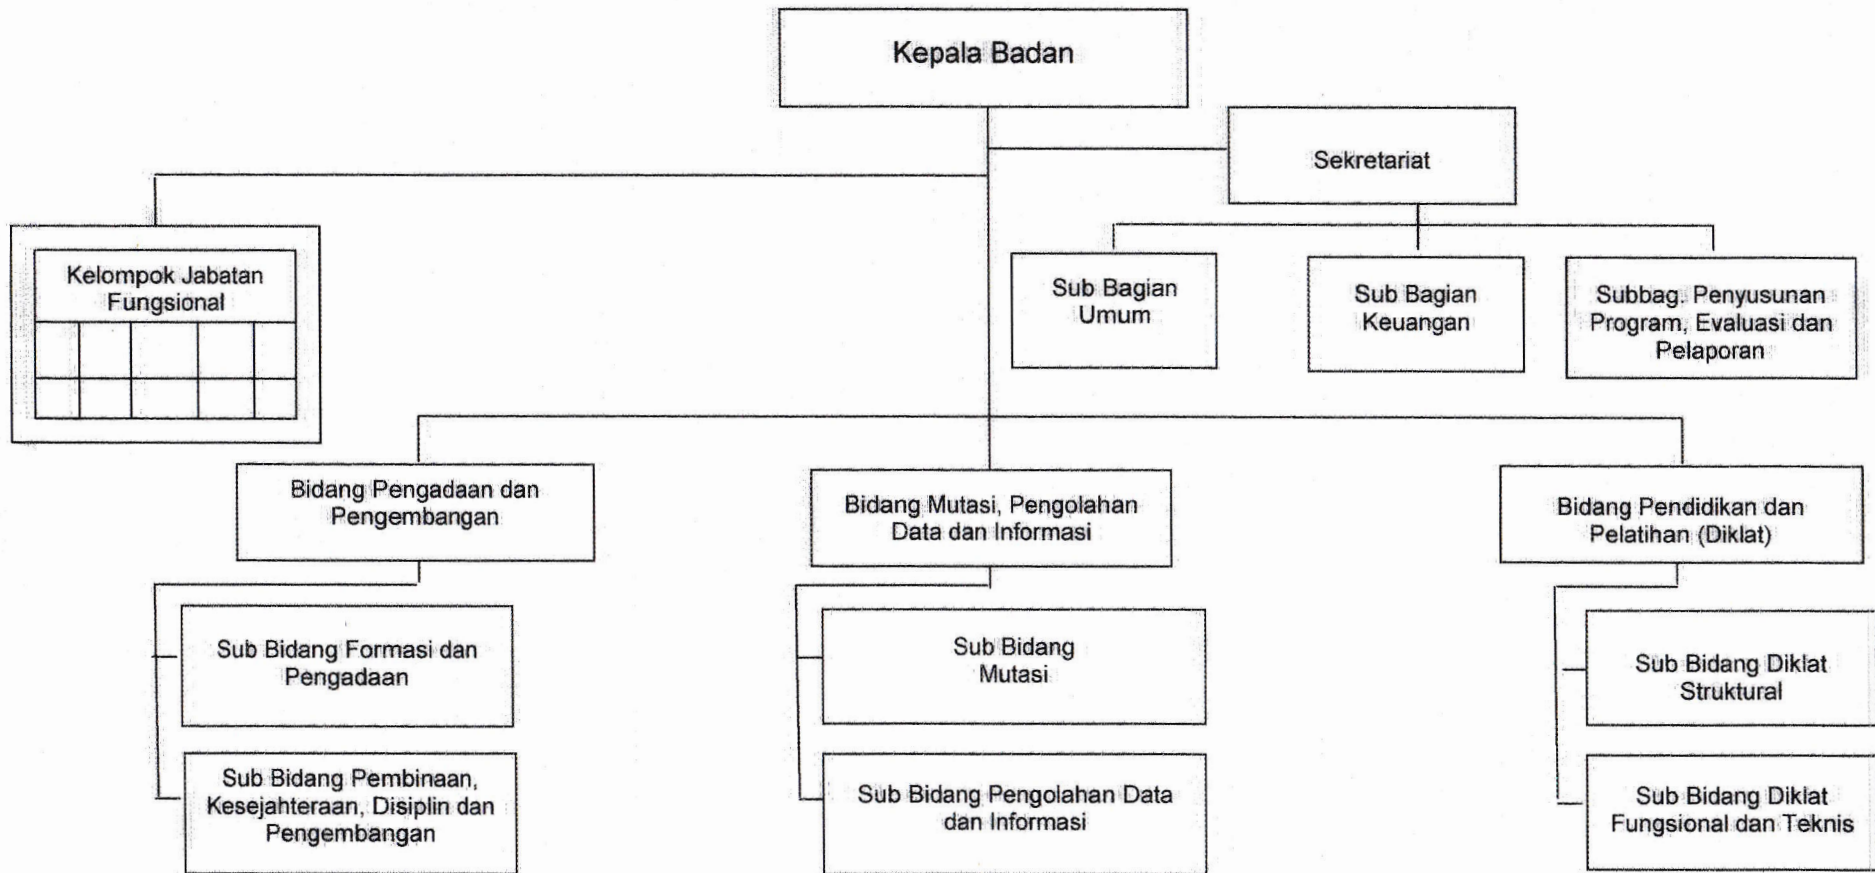 Kepala Badan
Sekretariat
Kelompok Jabatan
Fungsional
Sub Bagian
Umum
Sub Bagian
Keuangan
Subbag. Penyusunan
Program, Evaluasi dan
Pelaporan
Bidang Pengadaan dan
Pengembangan
Bidang Mutasi, Pengolahan
Data dan Informasi
Bidang Pendidikan dan
Pelatihan (Diklat)
Sub Bidang Formasi dan
Pengadaan
Sub Bidang
Mutasi
Sub Bidang Diklat
Struktural
Sub Bidang Pembinaan,
Kesejahteraan, Disiplin dan
Pengembangan
Sub Bidang Pengolahan Data
dan Informasi
Sub Bidang Diklat
Fungsional dan Teknis